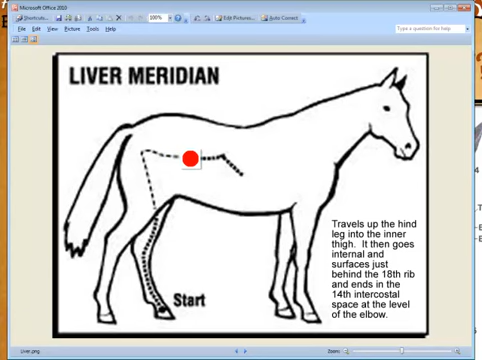 Microsoft Office 2010
Shortcuts...
100%
Edit Pictures...
Auto Correct
File Edit View Picture Tools Help
Type a question for help
LIVER MERIDIAN
Travels up the hind
leg into the inner
thigh. It then goes
internal and
surfaces just
behind the 18th rib
and ends in the
14th intercostal
space at the level
of the elbow.
Start
Liver.png
Zoom: